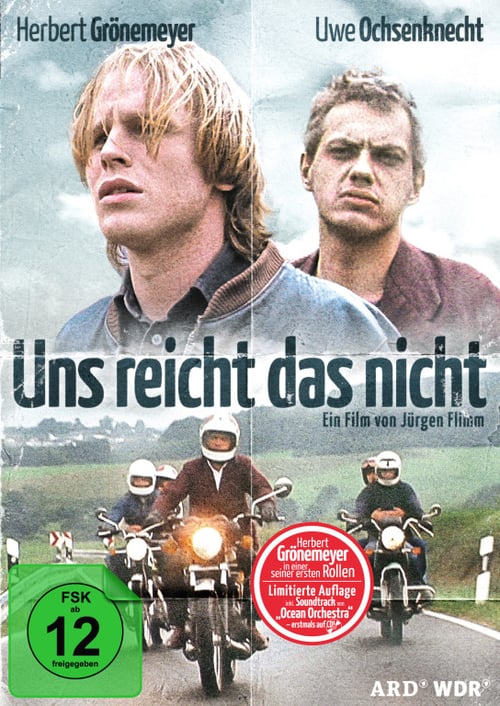 Herbert Grönemeyer Uwe Ochsenknecht
Uns reicht das nicht
Ein Film von Jürgen Flimm
„Herbert
Grönemeyer
in einer
seiner ersten Rollen
Limitierte Auflage
inkl. Soundtrack von
„Ocean Orchestra“
– erstmals auf CD!
FSK
ab
12
freigegeben
ARD WDR